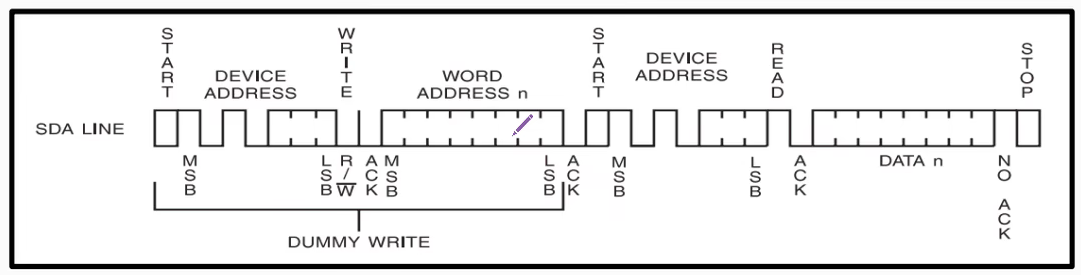 START
DEVICE
ADDRESS
WRITE
WORD
ADDRESS n
START
DEVICE
ADDRESS
READ
STOP
SDA LINE
MSB
LSB
R/W
ACK
MSB
LSB
ACK
MSB
LSB
ACK
DATA n
NO ACK
DUMMY WRITE